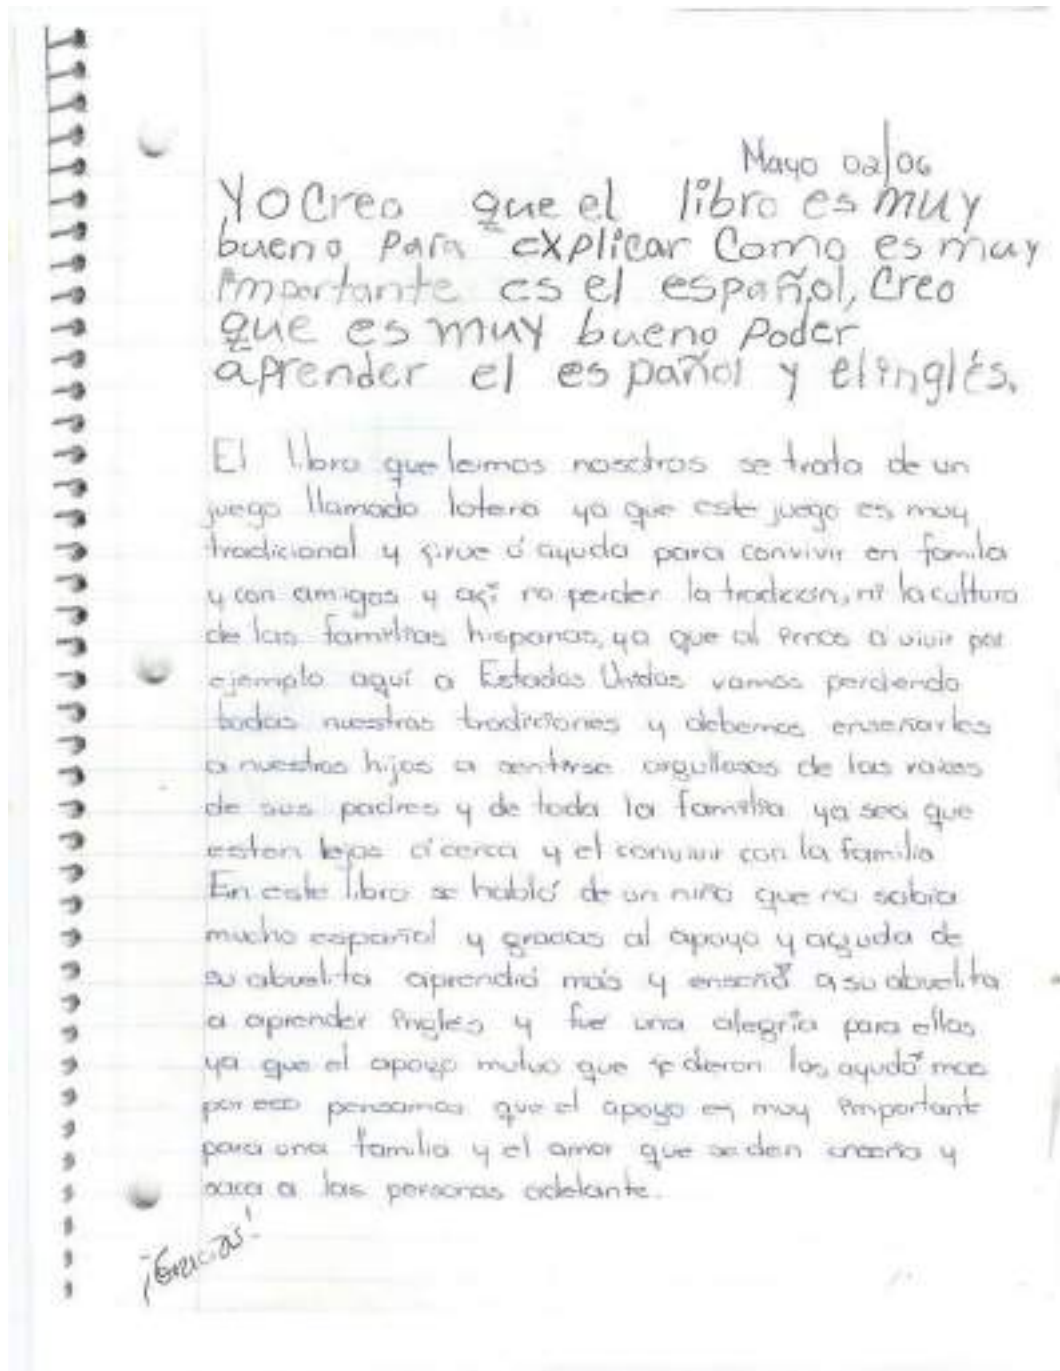 Mayo 02/06
Yo Creo que el libro es muy
bueno para explicar Como es muy
importante es el español, Creo
que es muy bueno poder
aprender el español y el inglés.
El libro que leimos nosotros se trata de un
juego llamado loteria ya que este juego es muy
tradicional y sirve ó ayuda para convivir en familia
y con amigos y así no perder la tradición, ni la cultura
de las familias hispanas, ya que al irnos a vivir por
ejemplo aquí a Estados Unidos vamos perdiendo
todas nuestras tradiciones y debemos enseñarles
a nuestros hijos a sentirse orgullosos de las raices
de sus padres y de toda la familia ya sea que
esten lejos ó cerca y el convivir con la familia
En este libro se habló de un niño que no sabia
mucho español y gracias al apoyo y ayuda de
su abuelita aprendió más y enseñó a su abuelita
a aprender ingles y fue una alegría para ellos
ya que el apoyo mutuo que se dieron los ayudó mas
por eso pensamos que el apoyo es muy importante
para una familia y el amor que se den enseña y
saca a las personas adelante.
¡Gracias!